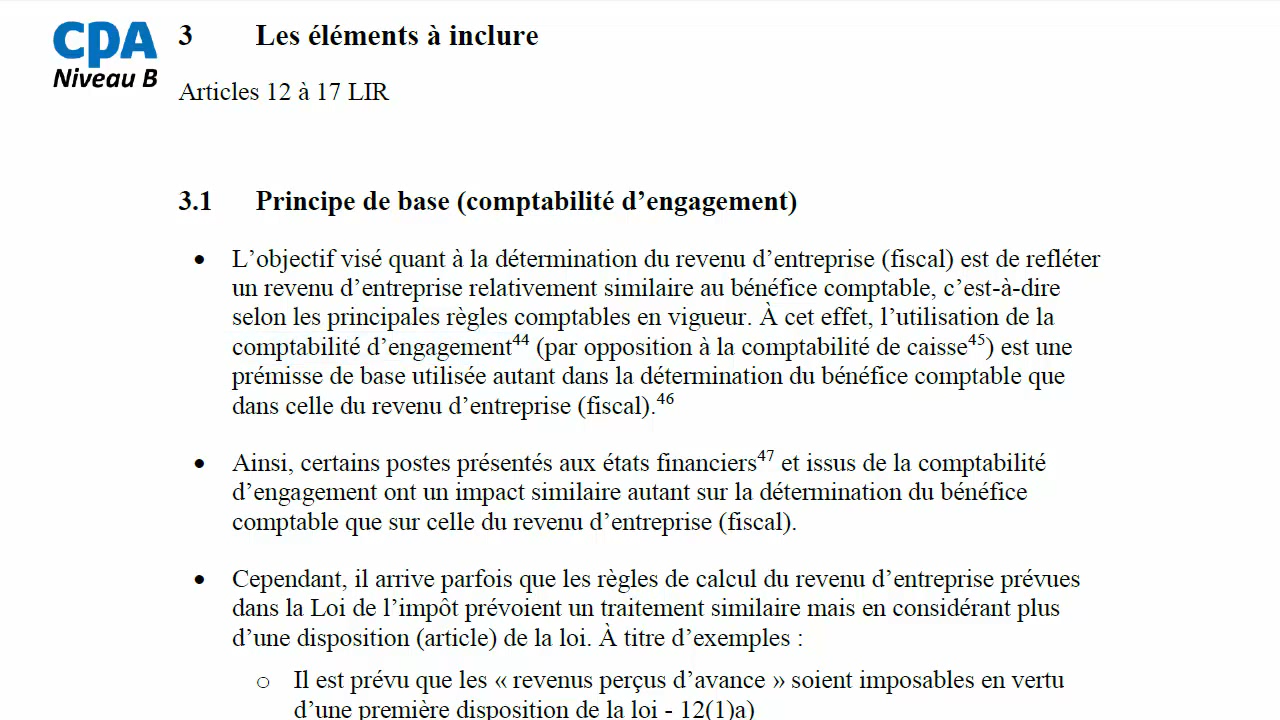 CPA
Niveau B
3 Les éléments à inclure
Articles 12 à 17 LIR
3.1 Principe de base (comptabilité d’engagement)
• L’objectif visé quant à la détermination du revenu d’entreprise (fiscal) est de refléter
un revenu d’entreprise relativement similaire au bénéfice comptable, c’est-à-dire
selon les principales règles comptables en vigueur. À cet effet, l’utilisation de la
comptabilité d’engagement44 (par opposition à la comptabilité de caisse45) est une
prémisse de base utilisée autant dans la détermination du bénéfice comptable que
dans celle du revenu d’entreprise (fiscal).46
• Ainsi, certains postes présentés aux états financiers47 et issus de la comptabilité
d’engagement ont un impact similaire autant sur la détermination du bénéfice
comptable que sur celle du revenu d’entreprise (fiscal).
• Cependant, il arrive parfois que les règles de calcul du revenu d’entreprise prévues
dans la Loi de l’impôt prévoient un traitement similaire mais en considérant plus
d’une disposition (article) de la loi. À titre d’exemples :
o Il est prévu que les « revenus perçus d’avance » soient imposables en vertu
d’une première disposition de la loi - 12(1)a)